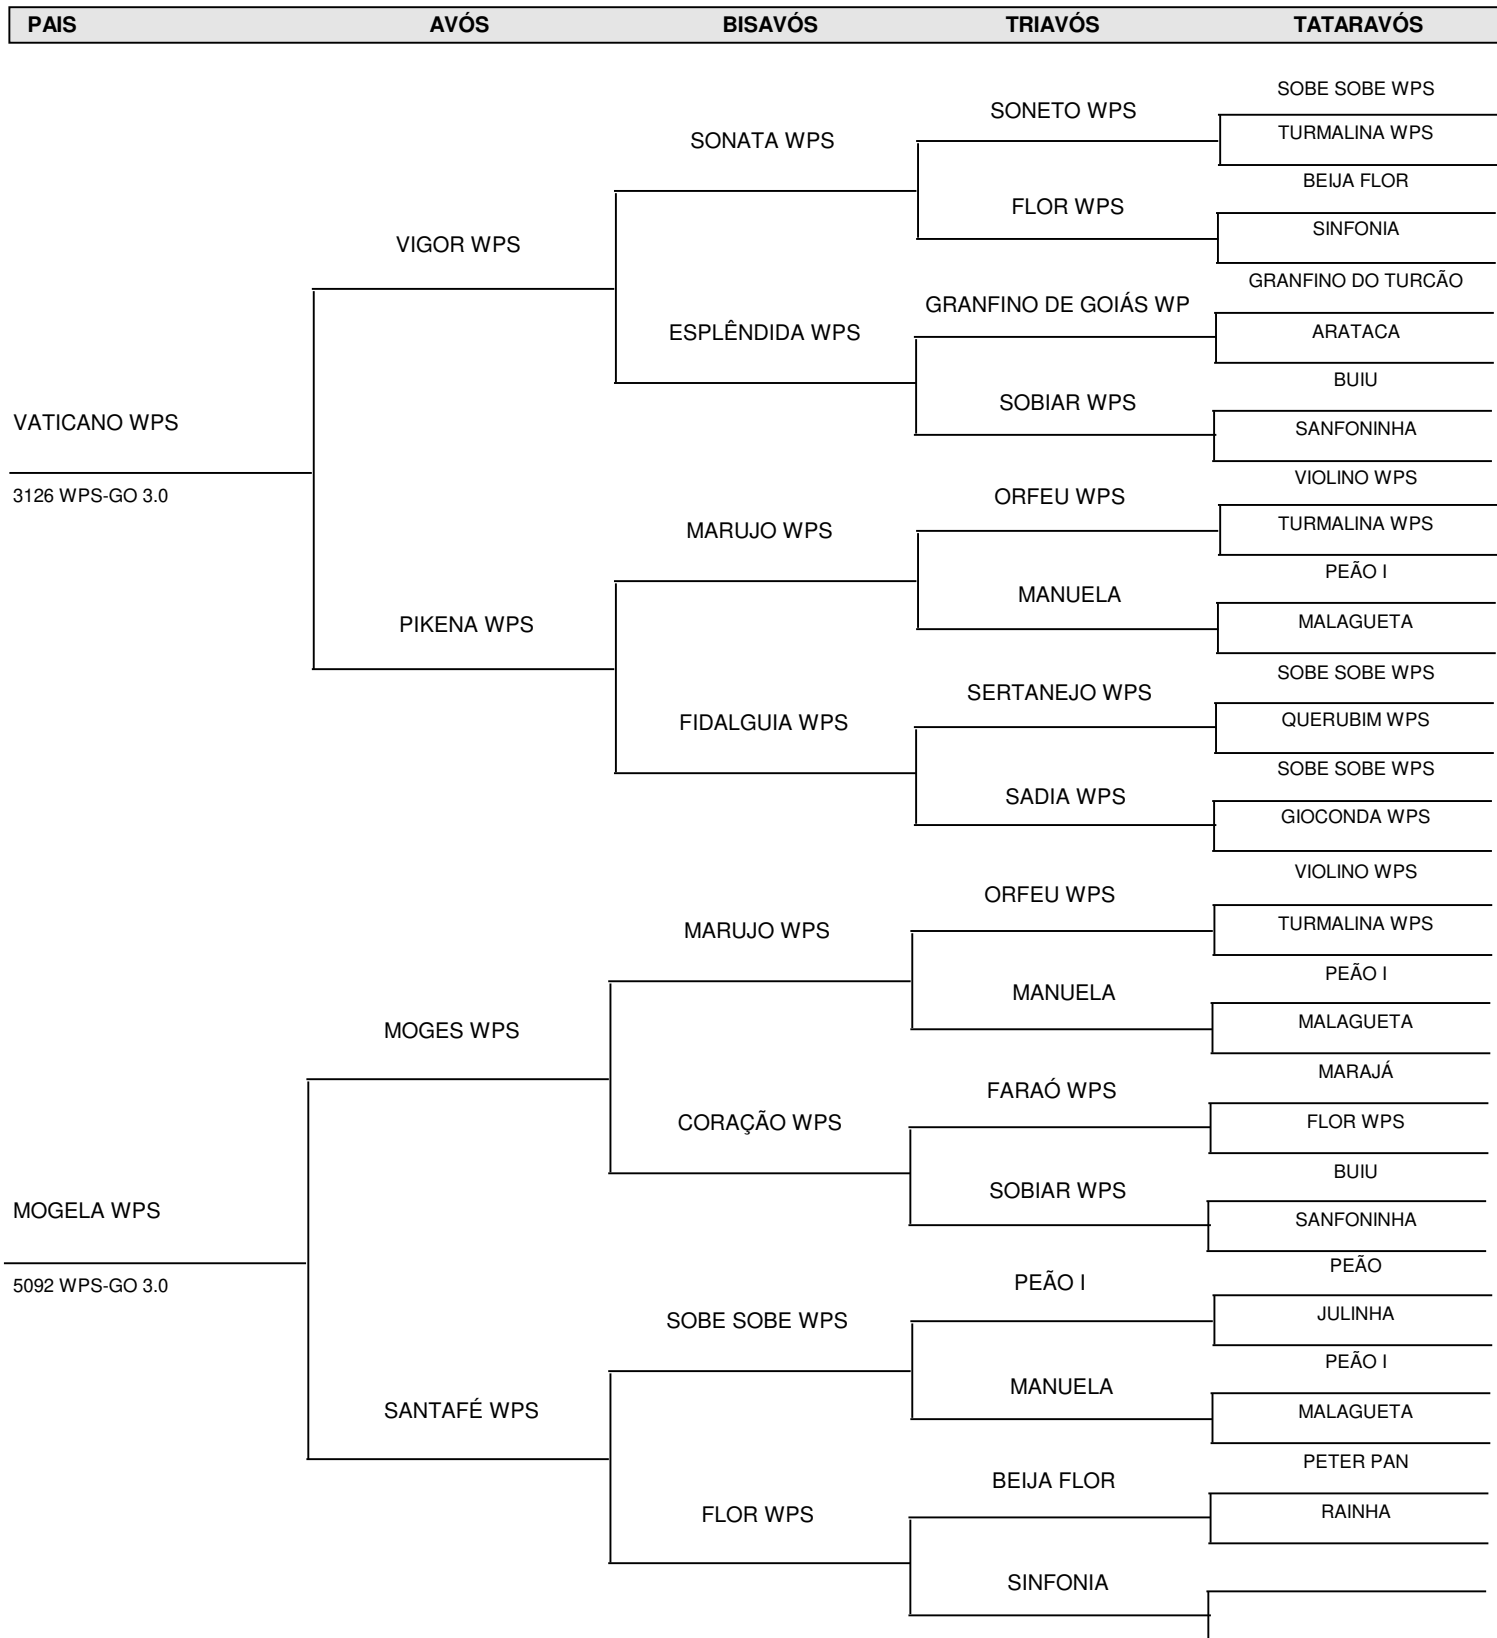 PAIS AVÓS BISAVÓS TRIAVÓS TATARAVÓS
SOBE SOBE WPS
SONETO WPS
TURMALINA WPS
SONATA WPS
BEIJA FLOR
FLOR WPS
SINFONIA
VIGOR WPS
GRANFINO DO TURCÃO
GRANFINO DE GOIÁS WP
ESPLÊNDIDA WPS
ARATACA
BUIU
SOBIAR WPS
VATICANO WPS
SANFONINHA
VIOLINO WPS
3126 WPS-GO 3.0
ORFEU WPS
TURMALINA WPS
MARUJO WPS
PEÃO I
MANUELA
MALAGUETA
PIKENA WPS
SOBE SOBE WPS
SERTANEJO WPS
QUERUBIM WPS
FIDALGUIA WPS
SOBE SOBE WPS
SADIA WPS
GIOCONDA WPS
VIOLINO WPS
ORFEU WPS
TURMALINA WPS
MARUJO WPS
PEÃO I
MANUELA
MALAGUETA
MOGES WPS
MARAJÁ
FARAÓ WPS
FLOR WPS
CORAÇÃO WPS
BUIU
SOBIAR WPS
MOGELA WPS
SANFONINHA
PEÃO
5092 WPS-GO 3.0
PEÃO I
JULINHA
SOBE SOBE WPS
PEÃO I
MANUELA
SANTAFÉ WPS
MALAGUETA
PETER PAN
BEIJA FLOR
RAINHA
FLOR WPS
SINFONIA